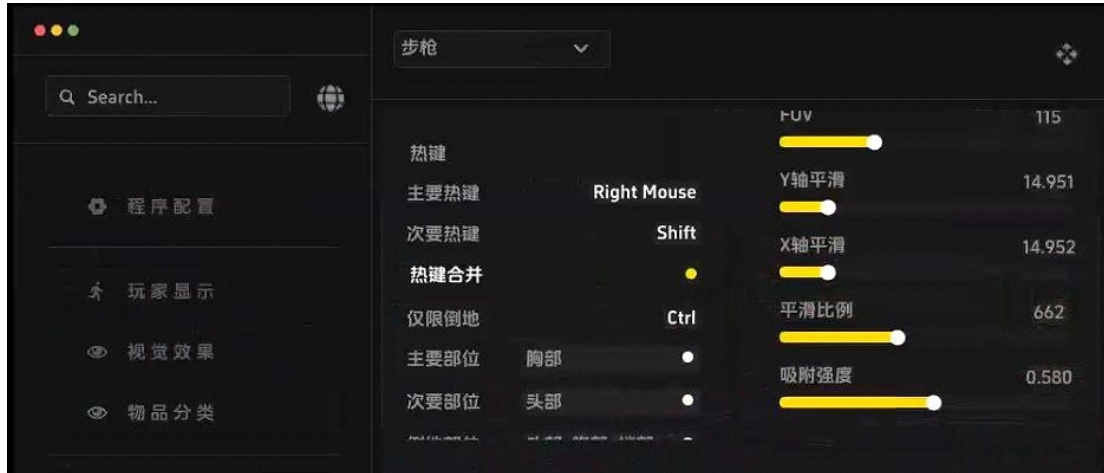 步枪
Search...
程序配置
玩家显示
视觉效果
物品分类
热键
主要热键 Right Mouse
次要热键 Shift
热键合并
仅限倒地 Ctrl
主要部位 胸部
次要部位 头部
FOV 115
Y轴平滑 14.951
X轴平滑 14.952
平滑比例 662
吸附强度 0.580